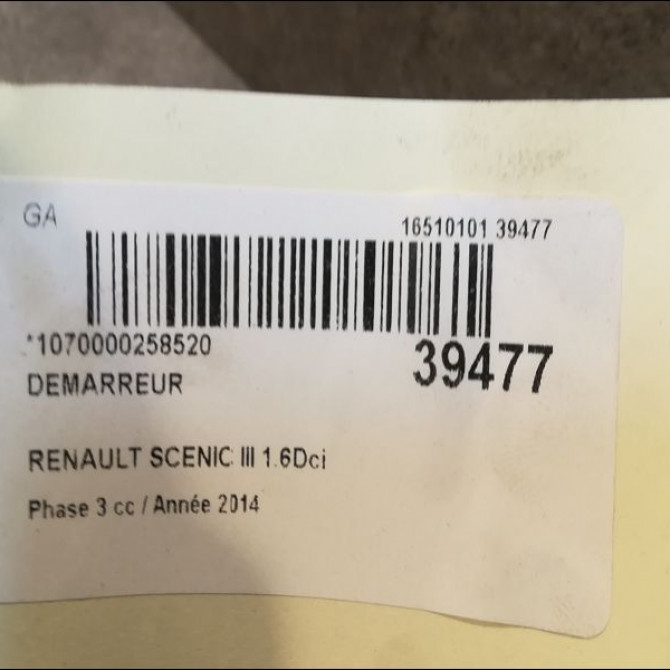 GA
16510101 39477
*1070000258520
39477
DEMARREUR
RENAULT SCENIC III 1.6Dci
Phase 3 cc / Année 2014